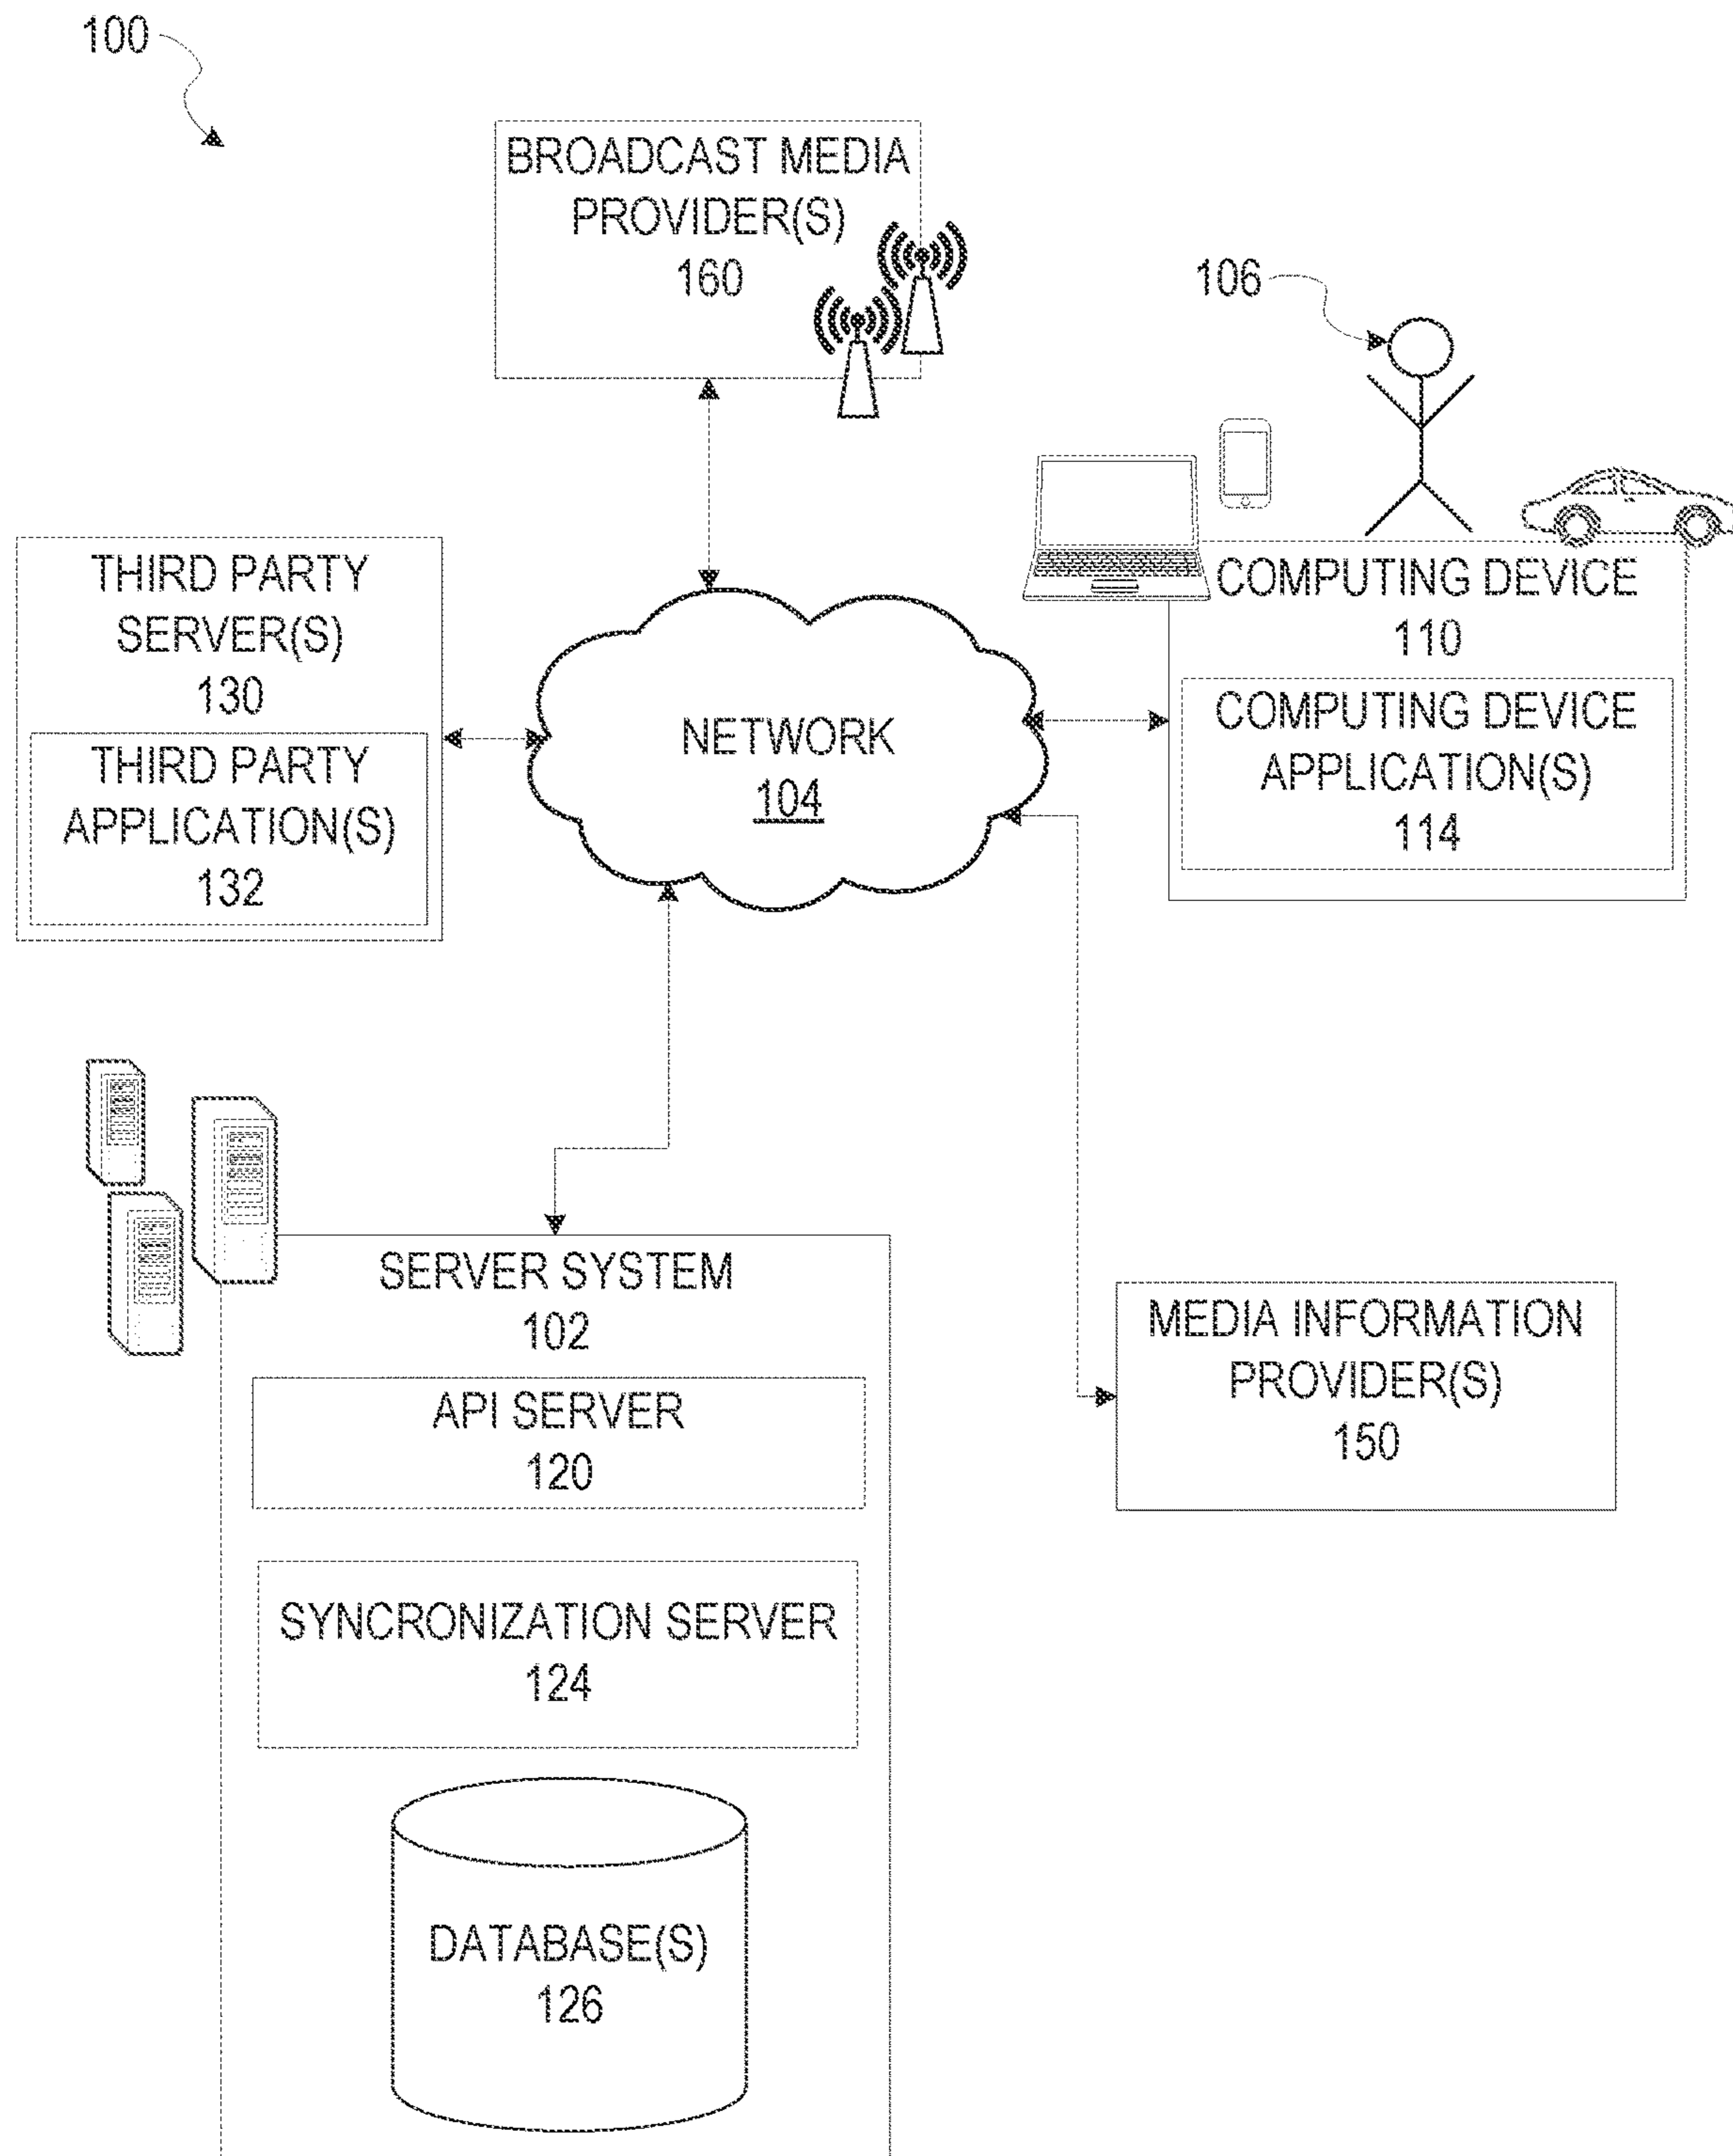 100
BROADCAST MEDIA
PROVIDER(S)
160
106
THIRD PARTY
SERVER(S)
130
THIRD PARTY
APPLICATION(S)
132
NETWORK
104
COMPUTING DEVICE
110
COMPUTING DEVICE
APPLICATION(S)
114
SERVER SYSTEM
102
API SERVER
120
SYNCRONIZATION SERVER
124
DATABASE(S)
126
MEDIA INFORMATION
PROVIDER(S)
150